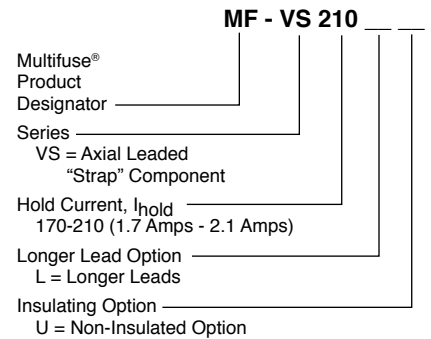 MF - VS 210 __ __
Multifuse®
Product
Designator
Series
VS = Axial Leaded
“Strap” Component
Hold Current, Ihold
170-210 (1.7 Amps - 2.1 Amps)
Longer Lead Option
L = Longer Leads
Insulating Option
U = Non-Insulated Option